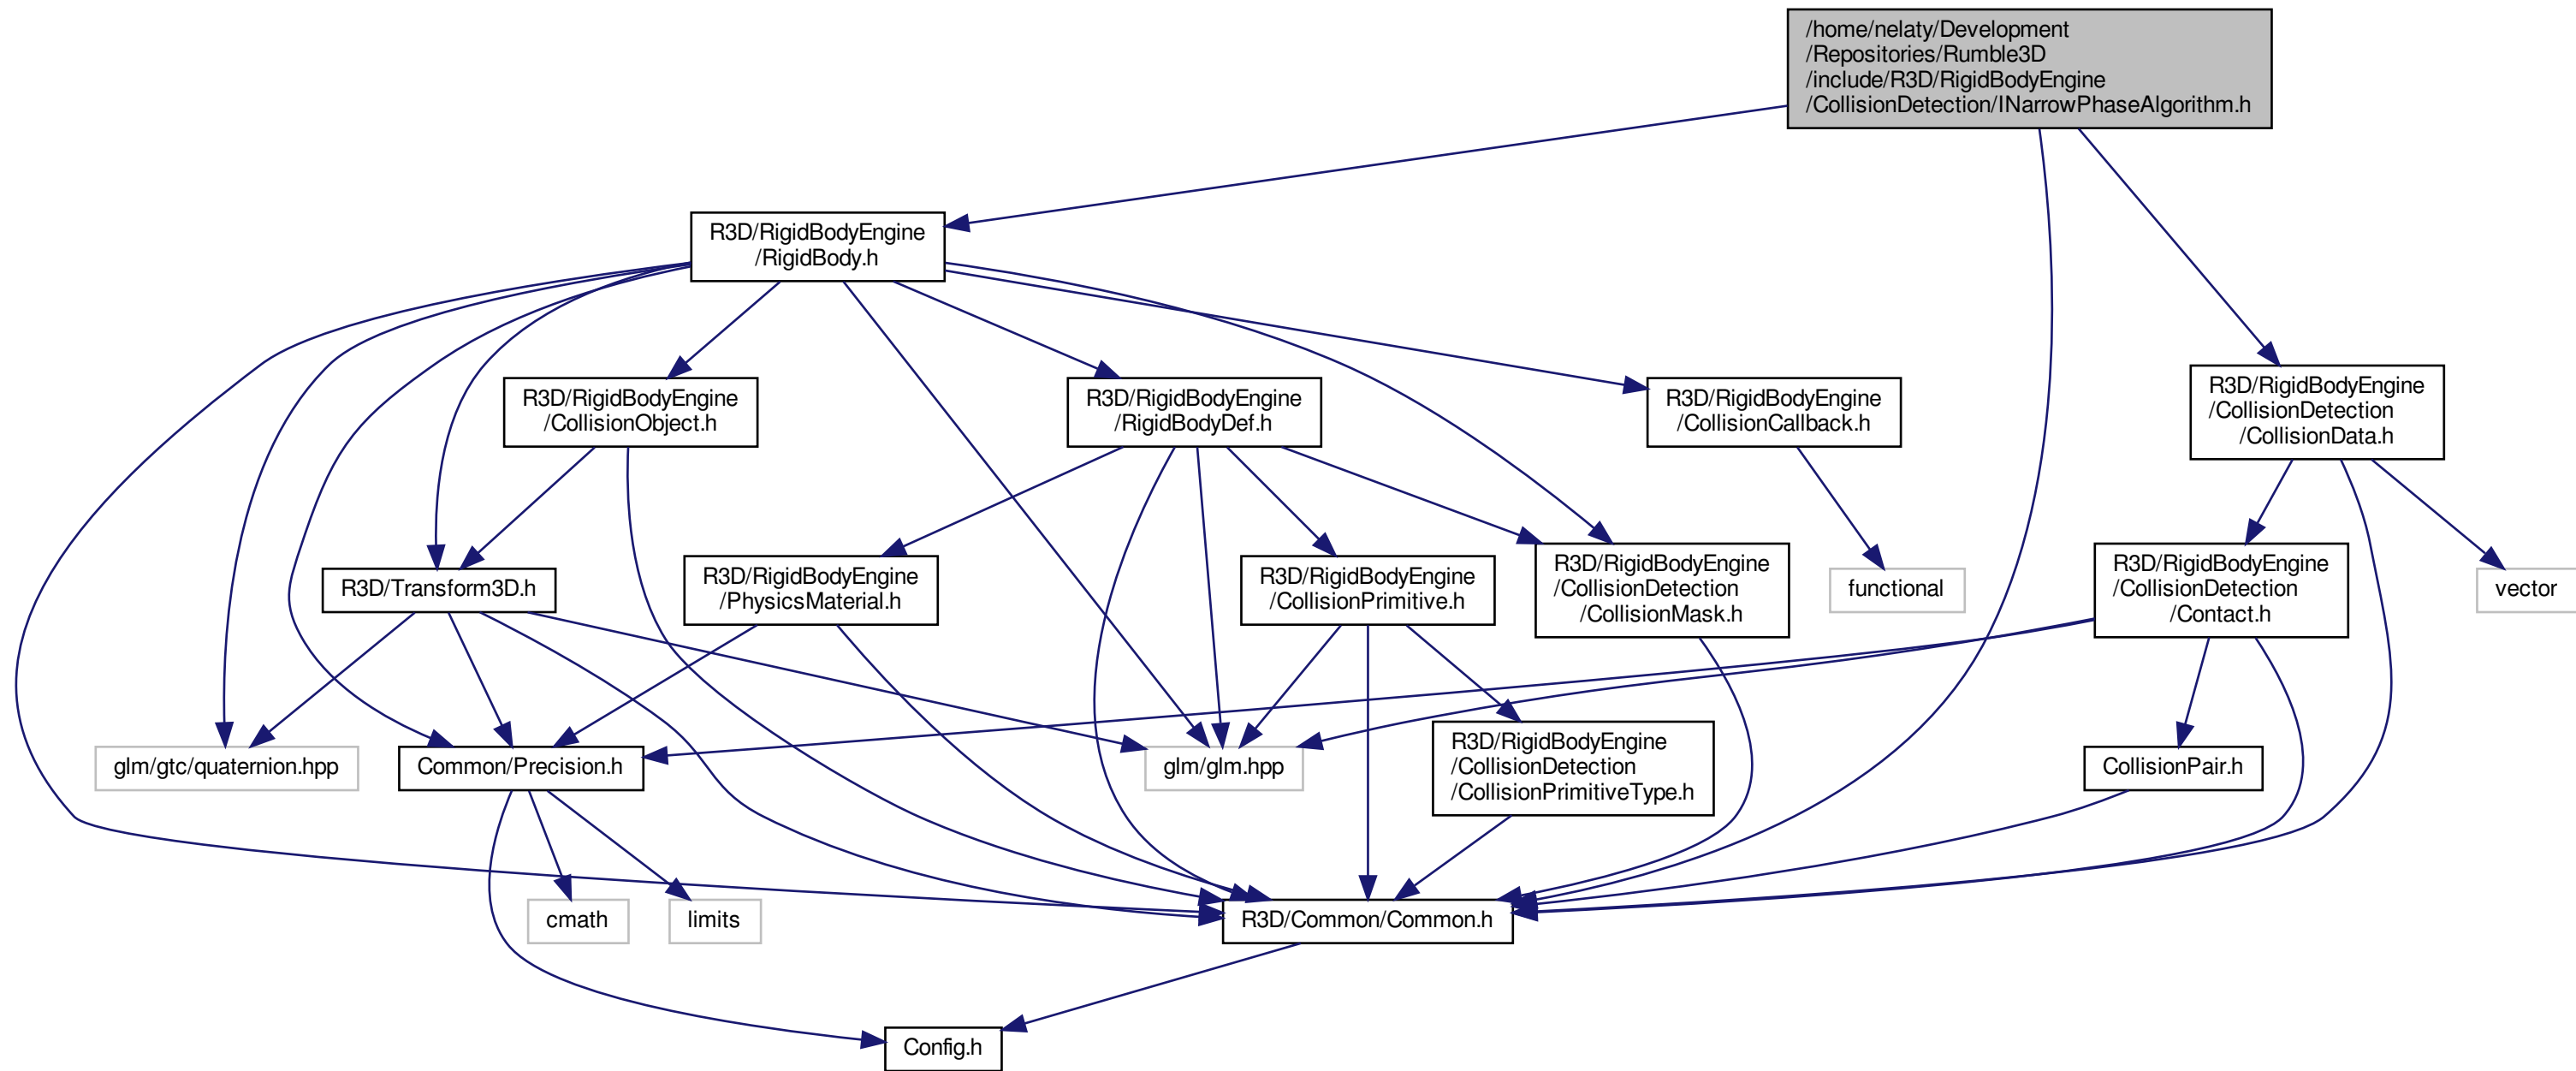 /home/nelaty/Development
/Repositories/Rumble3D
/include/R3D/RigidBodyEngine
/CollisionDetection/INarrowPhaseAlgorithm.h
R3D/RigidBodyEngine
/RigidBody.h
R3D/RigidBodyEngine
/CollisionObject.h
R3D/RigidBodyEngine
/RigidBodyDef.h
R3D/RigidBodyEngine
/CollisionCallback.h
R3D/RigidBodyEngine
/CollisionDetection
/CollisionData.h
R3D/Transform3D.h
R3D/RigidBodyEngine
/PhysicsMaterial.h
R3D/RigidBodyEngine
/CollisionPrimitive.h
R3D/RigidBodyEngine
/CollisionDetection
/CollisionMask.h
functional
R3D/RigidBodyEngine
/CollisionDetection
/Contact.h
vector
glm/gtc/quaternion.hpp
Common/Precision.h
glm/glm.hpp
R3D/RigidBodyEngine
/CollisionDetection
/CollisionPrimitiveType.h
CollisionPair.h
cmath
limits
R3D/Common/Common.h
Config.h